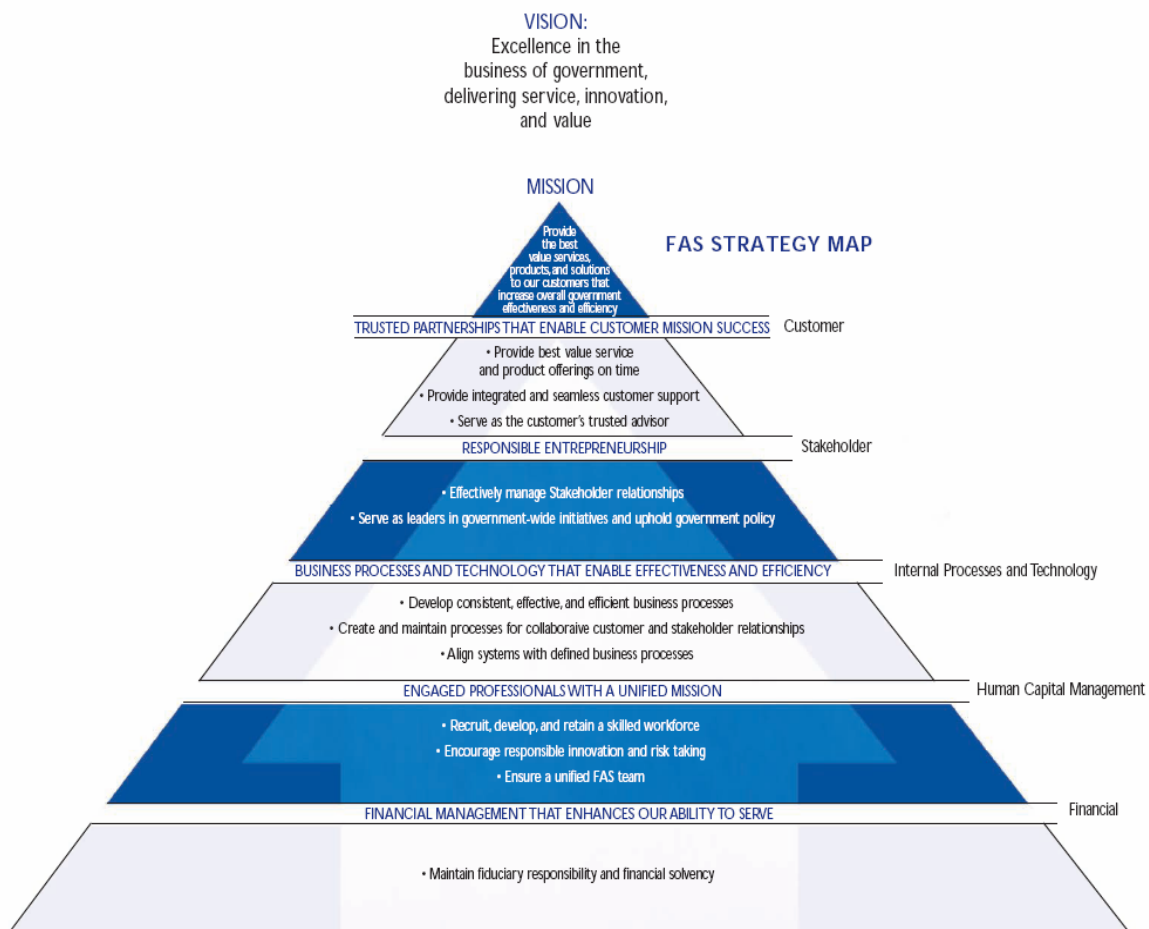 VISION:
Excellence in the
business of government,
delivering service, innovation,
and value
MISSION
Provide
the best
value services,
products, and solutions
to our customers that
increase overall government
effectiveness and efficiency
FAS STRATEGY MAP
TRUSTED PARTNERSHIPS THAT ENABLE CUSTOMER MISSION SUCCESS
Customer
• Provide best value service
and product offerings on time
• Provide integrated and seamless customer support
• Serve as the customer's trusted advisor
RESPONSIBLE ENTREPRENEURSHIP
Stakeholder
• Effectively manage Stakeholder relationships
• Serve as leaders in government-wide initiatives and uphold government policy
BUSINESS PROCESSES AND TECHNOLOGY THAT ENABLE EFFECTIVENESS AND EFFICIENCY
Internal Processes and Technology
• Develop consistent, effective, and efficient business processes
• Create and maintain processes for collaboraive customer and stakeholder relationships
• Align systems with defined business processes
ENGAGED PROFESSIONALS WITH A UNIFIED MISSION
Human Capital Management
• Recruit, develop, and retain a skilled workforce
• Encourage responsible innovation and risk taking
• Ensure a unified FAS team
FINANCIAL MANAGEMENT THAT ENHANCES OUR ABILITY TO SERVE
Financial
• Maintain fiduciary responsibility and financial solvency